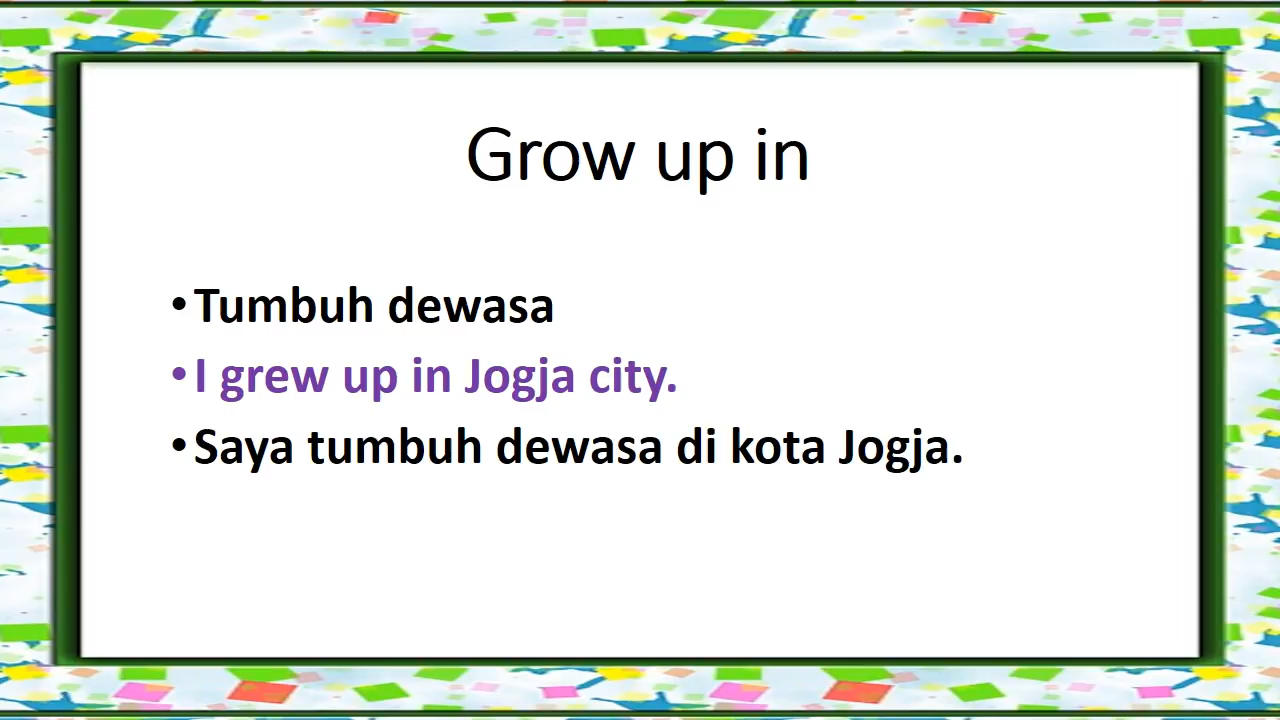 Grow up in
•Tumbuh dewasa
•I grew up in Jogja city.
•Saya tumbuh dewasa di kota Jogja.